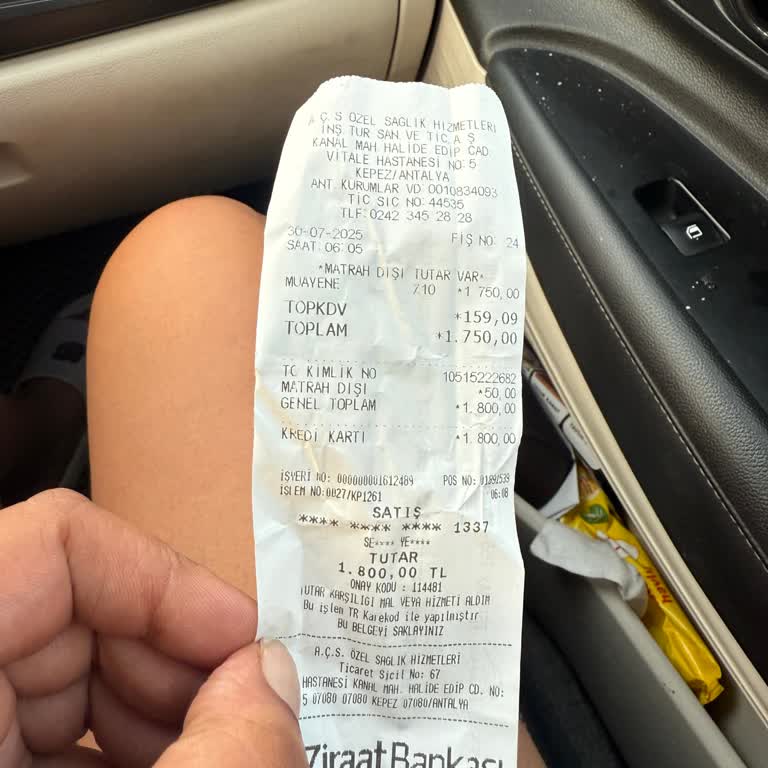 A.Ç.S ÖZEL SAGLIK HİZMETLERİ
İNŞ.TUR.SAN.VE TİC.A.Ş
KANAL MAH.HALİDE EDİP CAD.
VİTALE HASTANESİ NO:5
KEPEZ/ANTALYA
ANT.KURUMLAR VD:0010834093
TİC SİC NO:44535
TLF:0242 345 28 28
30-07-2025 FİŞ NO: 24
SAAT:06:05
*MATRAH DIŞI TUTAR VAR*
MUAYENE %10 *1.750,00
TOPKDV *159,09
TOPLAM *1.750,00
TC KİMLİK NO 10515222682
MATRAH DIŞI *50,00
GENEL TOPLAM *1.800,00
KREDİ KARTI *1.800,00
İŞYERİ NO: 000000001612489 POS NO:
İŞLEM NO:0027/KP1261 06:08
SATIŞ
**** **** **** 1337
SE**** YE****
TUTAR
1.800,00 TL
ONAY KODU : 114481
TUTAR KARŞILIGI MAL VEYA HİZMETİ ALDIM
Bu işlem TR Karekod ile yapılmıştır
BU BELGEYİ SAKLAYINIZ
A.Ç.S. ÖZEL SAGLIK HİZMETLERİ
Ticaret Sicil No: 67
HASTANESİ KANAL MAH. HALİDE EDİP CD. NO:
5 07080 07080 KEPEZ 07080/ANTALYA
Ziraat Bankası